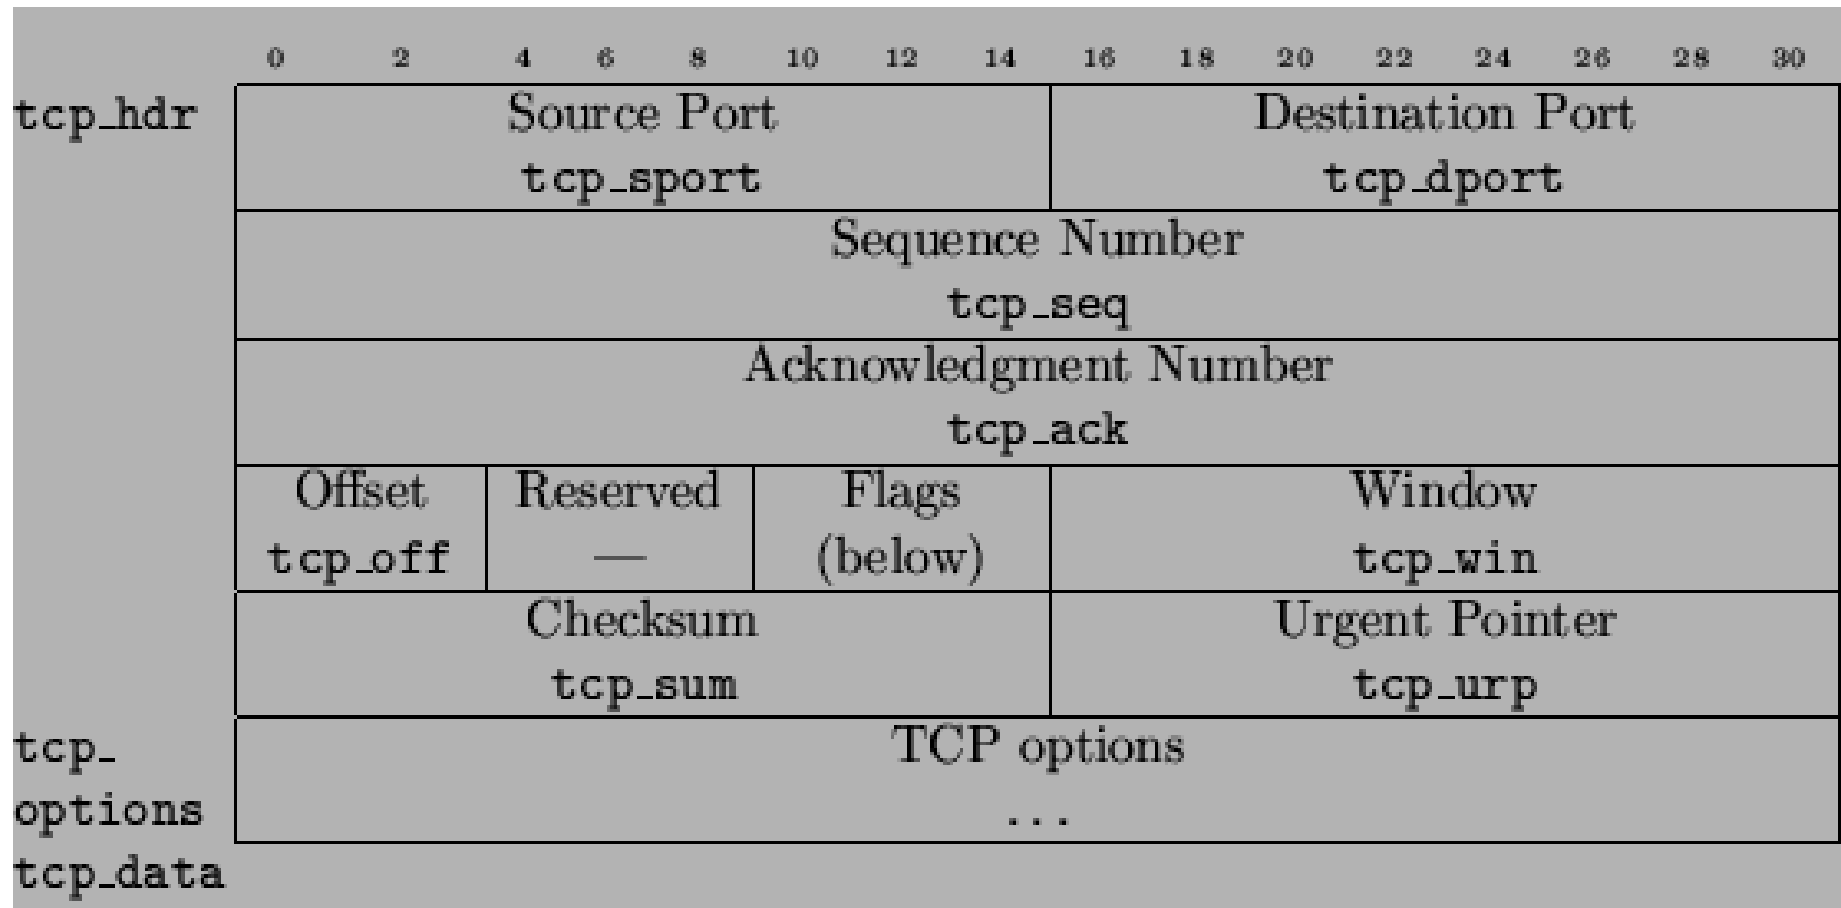 0 2 4 6 8 10 12 14 16 18 20 22 24 26 28 30
tcp_hdr Source Port Destination Port
tcp_sport tcp_dport
Sequence Number
tcp_seq
Acknowledgment Number
tcp_ack
Offset Reserved Flags Window
tcp_off — (below) tcp_win
Checksum Urgent Pointer
tcp_sum tcp_urp
tcp_ TCP options
options ...
tcp_data